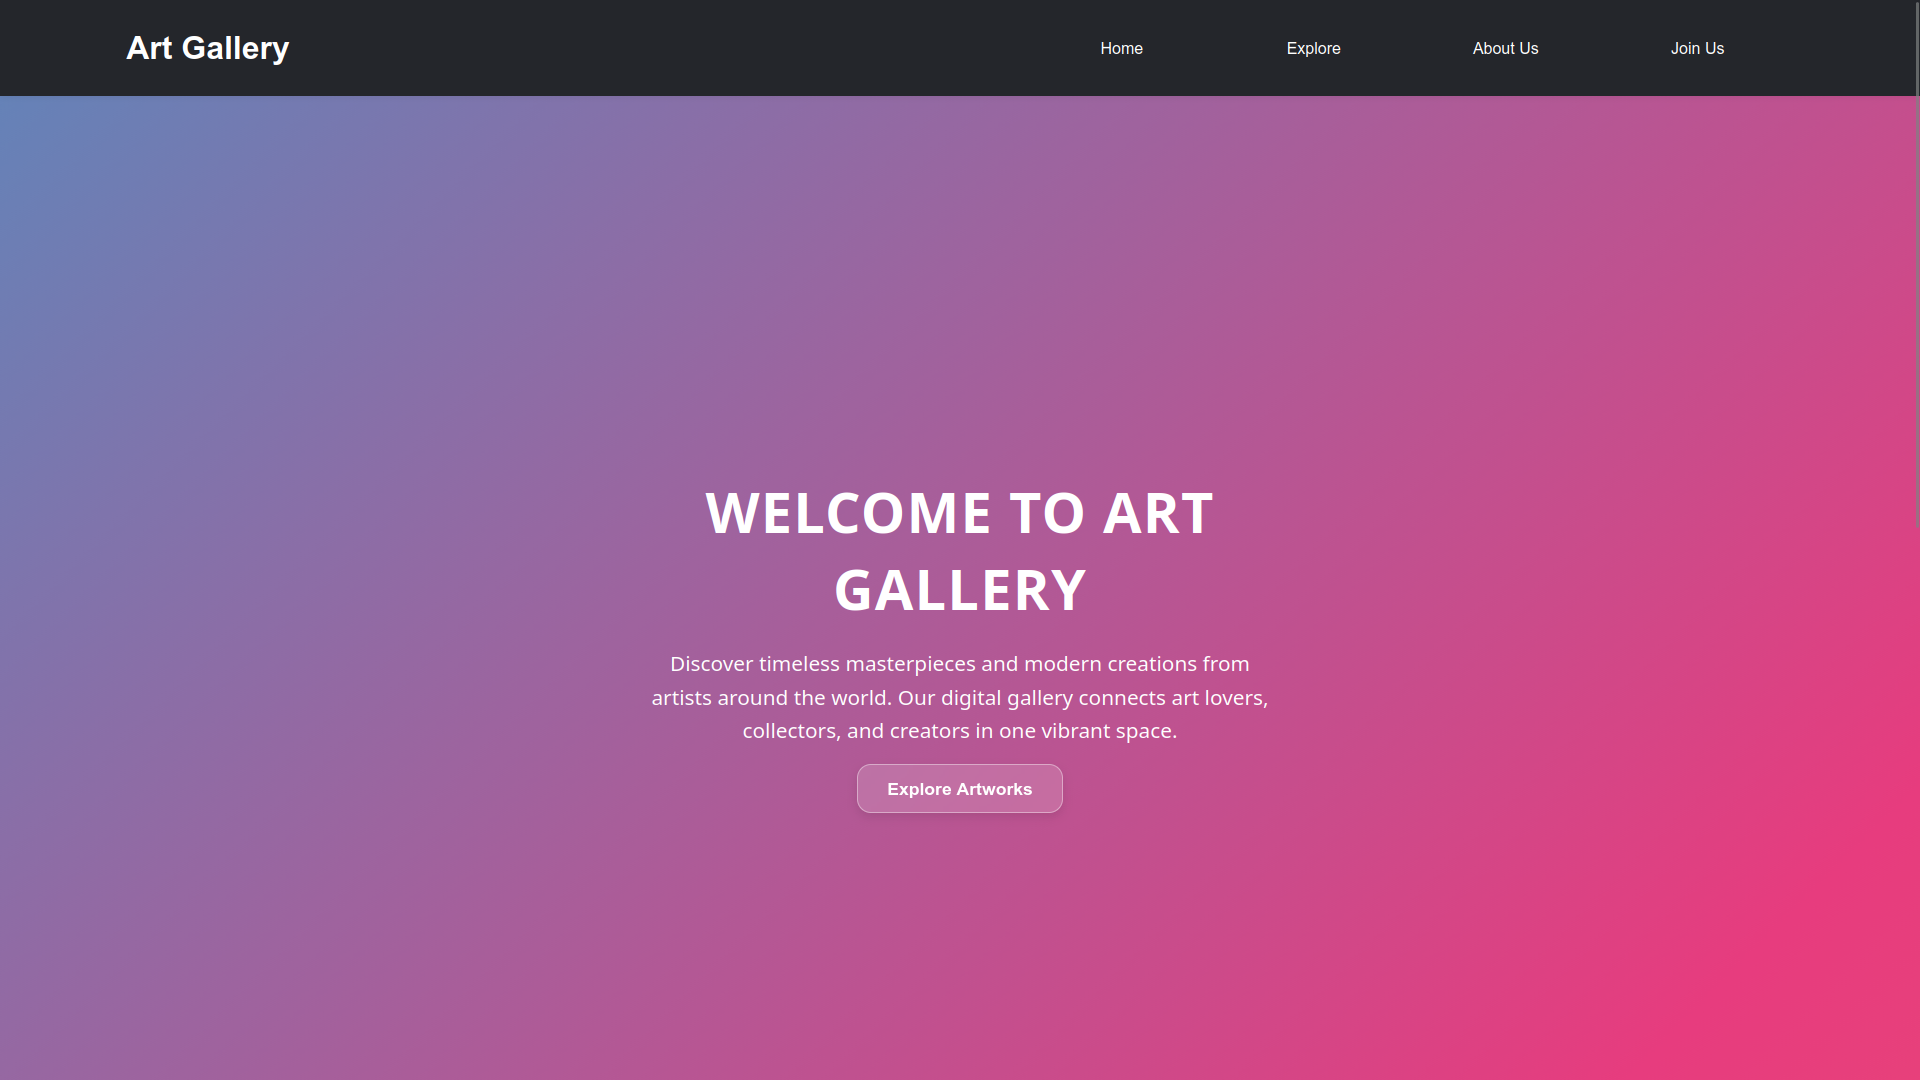 Art Gallery
Home
Explore
About Us
Join Us
WELCOME TO ART
GALLERY
Discover timeless masterpieces and modern creations from
artists around the world. Our digital gallery connects art lovers,
collectors, and creators in one vibrant space.
Explore Artworks